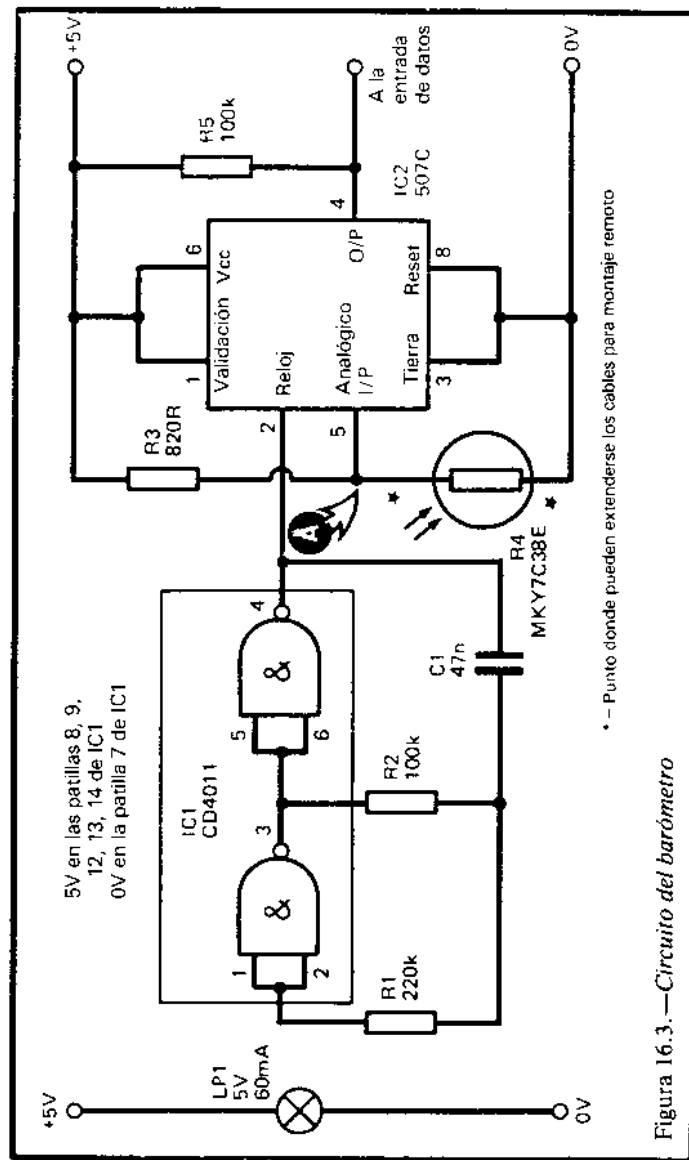 +5V
LP1
5V
60mA
0V
5V en las patillas 8, 9,
12, 13, 14 de IC1
0V en la patilla 7 de IC1
IC1
CD4011
1
2
3
&
5
6
4
&
R1
220k
R2
100k
C1
47n
A
R3
820R
*
*
R4
MKY7C38E
1
Validación
6
Vcc
2
Reloj
5
Analógico
I/P
4
O/P
3
Tierra
8
Reset
IC2
507C
R5
100k
+5V
A la
entrada
de datos
0V
* – Punto donde pueden extenderse los cables para montaje remoto
Figura 16.3.—Circuito del barómetro